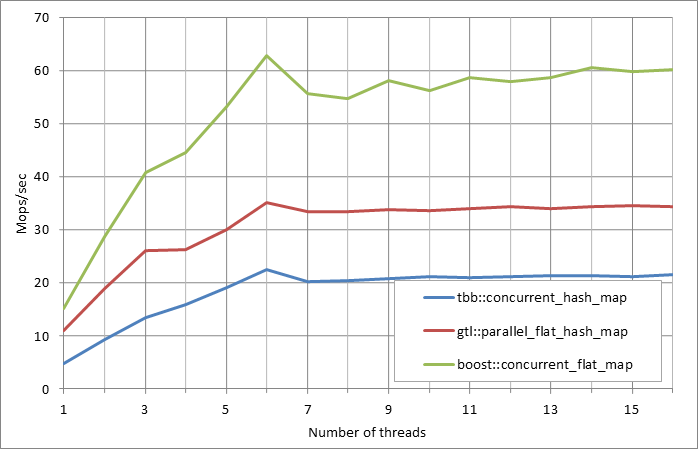 70
60
50
40
30
20
10
0
Mops/sec
tbb::concurrent_hash_map
gtl::parallel_flat_hash_map
boost::concurrent_flat_map
1 3 5 7 9 11 13 15
Number of threads